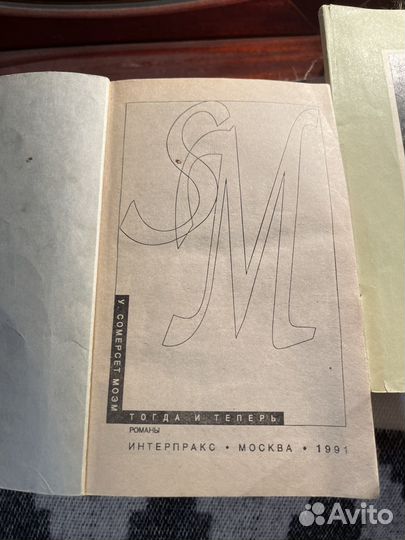 SM
У. СОМЕРСЕТ МОЭМ
ТОГДА И ТЕПЕРЬ
РОМАНЫ
ИНТЕРПРАКС • МОСКВА • 1991
Avito